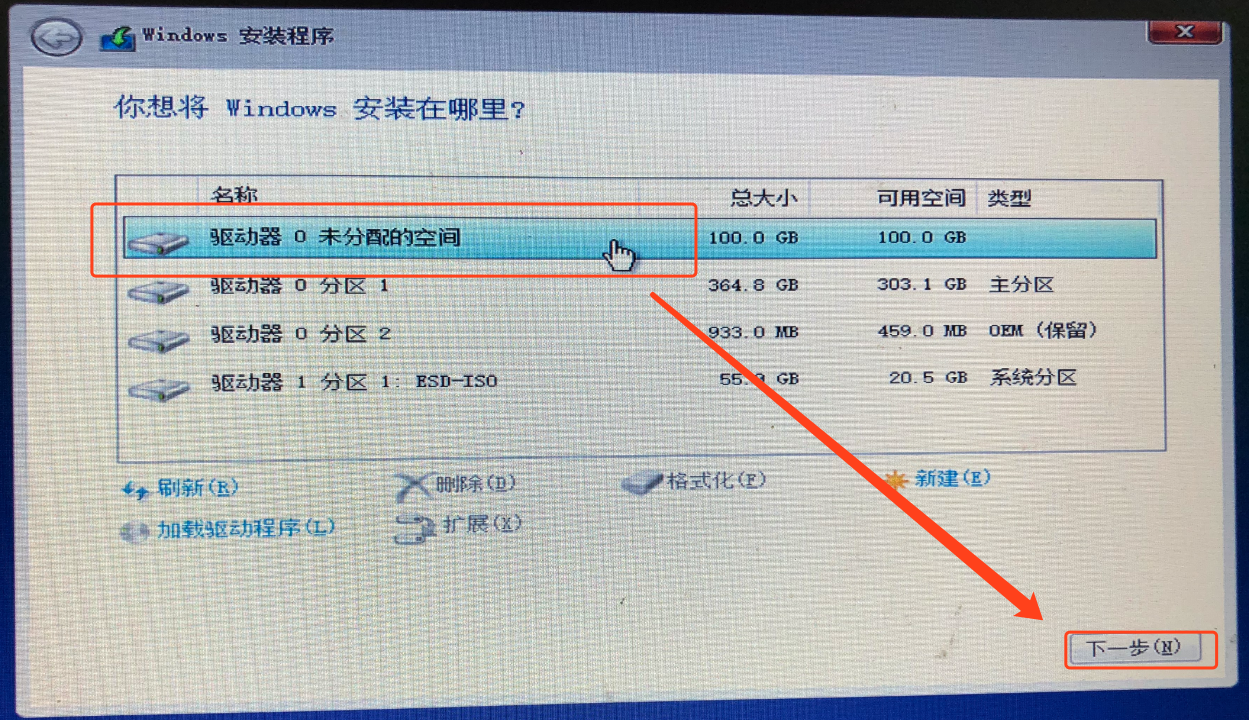 Windows 安装程序
你想将 Windows 安装在哪里?
名称 总大小 可用空间 类型
驱动器 0 未分配的空间 100.0 GB 100.0 GB
驱动器 0 分区 1 364.8 GB 303.1 GB 主分区
驱动器 0 分区 2 933.0 MB 459.0 MB OEM (保留)
驱动器 1 分区 1: ESD-ISO GB 20.5 GB 系统分区
刷新(R) 删除(D) 格式化(F) 新建(E)
加载驱动程序(L) 扩展(X)
下一步(N)